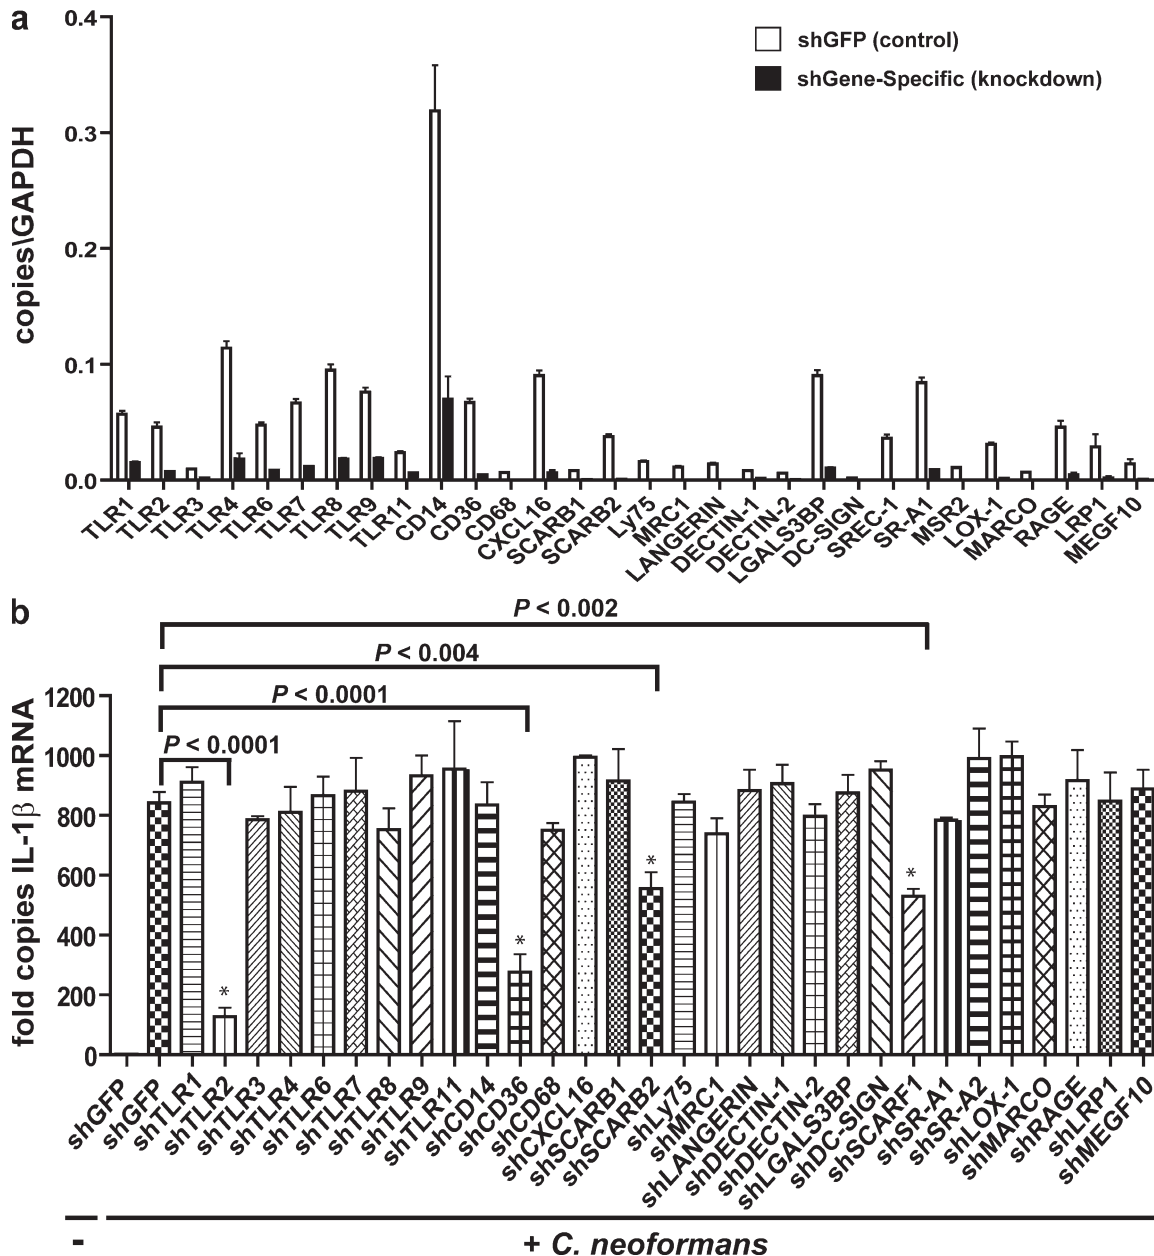 a
0.4
0.3
0.2
0.1
0.0
copies\GAPDH
shGFP (control)
shGene-Specific (knockdown)
TLR1
TLR2
TLR3
TLR4
TLR6
TLR7
TLR8
TLR9
TLR11
CD14
CD36
CD68
CXCL16
SCARB1
SCARB2
Ly75
MRC1
LANGERIN
DECTIN-1
DECTIN-2
LGALS3BP
DC-SIGN
SREC-1
SR-A1
MSR2
LOX-1
MARCO
RAGE
LRP1
MEGF10
b
P < 0.002
P < 0.004
P < 0.0001
P < 0.0001
1200
1000
800
600
400
200
0
fold copies IL-1β mRNA
*
*
*
*
shGFP
shGFP
shTLR1
shTLR2
shTLR3
shTLR4
shTLR6
shTLR7
shTLR8
shTLR9
shTLR11
shCD14
shCD36
shCD68
shCXCL16
shSCARB1
shSCARB2
shLy75
shMRC1
shLANGERIN
shDECTIN-1
shDECTIN-2
shLGALS3BP
shDC-SIGN
shSCARF1
shSR-A1
shSR-A2
shLOX-1
shMARCO
shRAGE
shLRP1
shMEGF10
-
+ C. neoformans